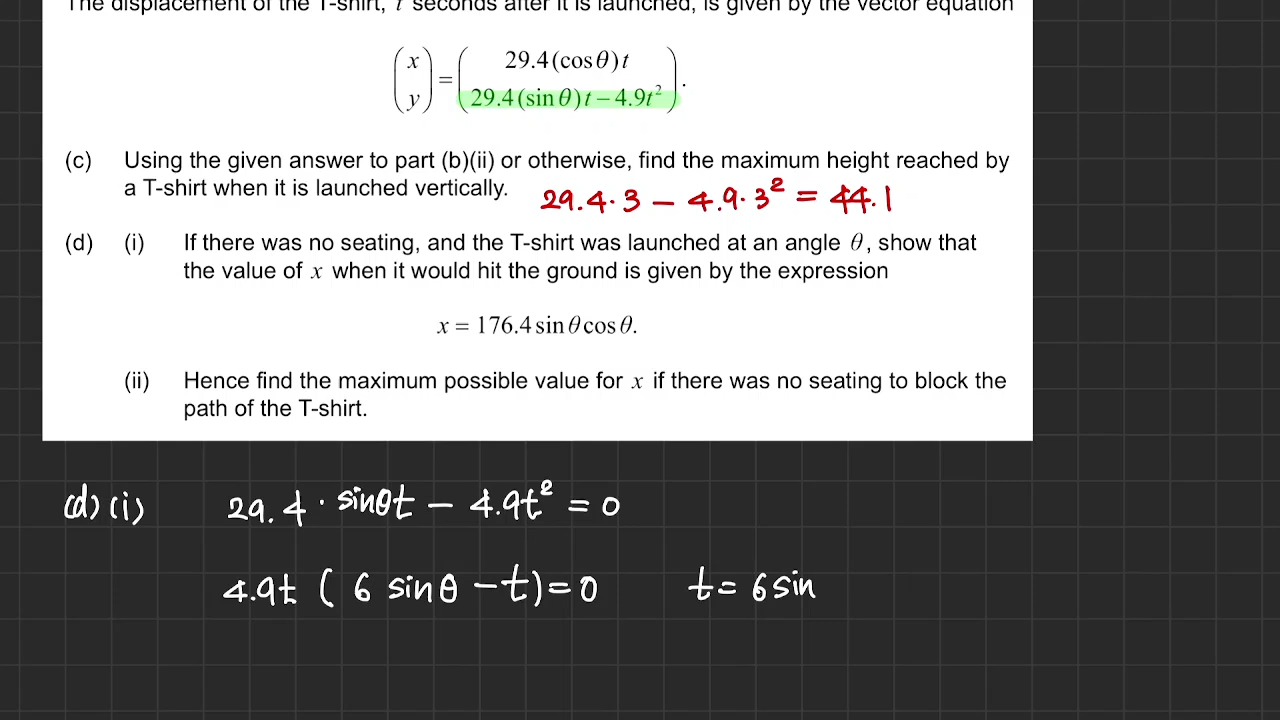 The displacement of the T-shirt, t seconds after it is launched, is given by the vector equation
(x y) = (29.4(cosθ)t 29.4(sinθ)t − 4.9t²).
(c) Using the given answer to part (b)(ii) or otherwise, find the maximum height reached by
a T-shirt when it is launched vertically. 29.4·3 − 4.9·3² = 44.1
(d) (i) If there was no seating, and the T-shirt was launched at an angle θ, show that
the value of x when it would hit the ground is given by the expression
x = 176.4 sinθ cosθ.
(ii) Hence find the maximum possible value for x if there was no seating to block the
path of the T-shirt.
(d) (i) 29.4 · sinθt − 4.9t² = 0
4.9t ( 6 sinθ − t) = 0 t = 6 sin